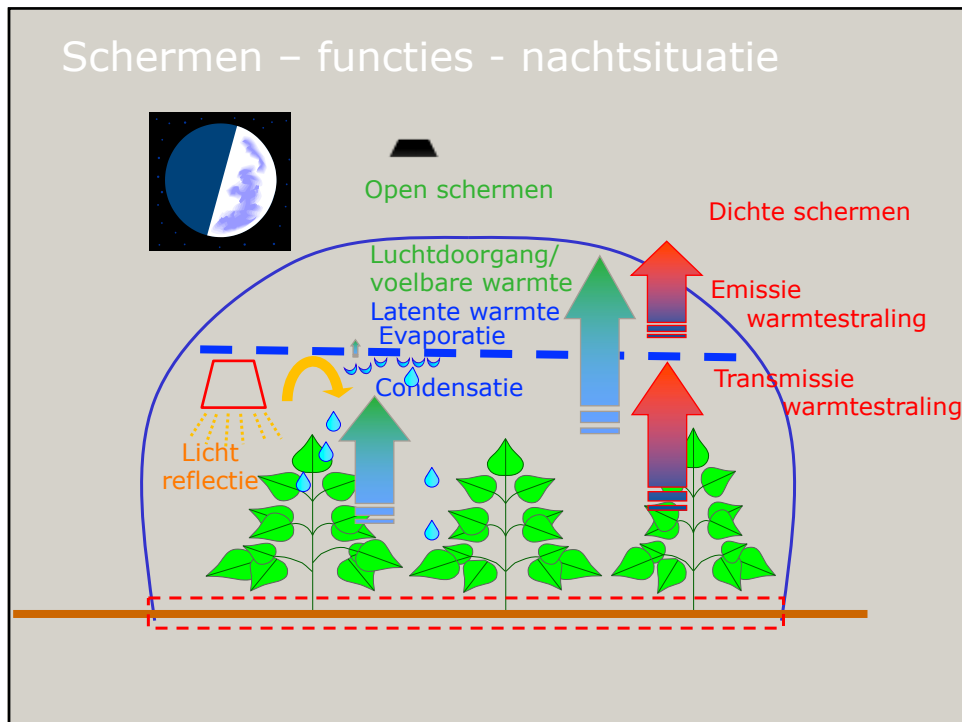 Schermen – functies - nachtsituatie
Open schermen
Dichte schermen
Luchtdoorgang/
voelbare warmte
Latente warmte
Evaporatie
Condensatie
Emissie
warmtestraling
Transmissie
warmtestraling
Licht
reflectie